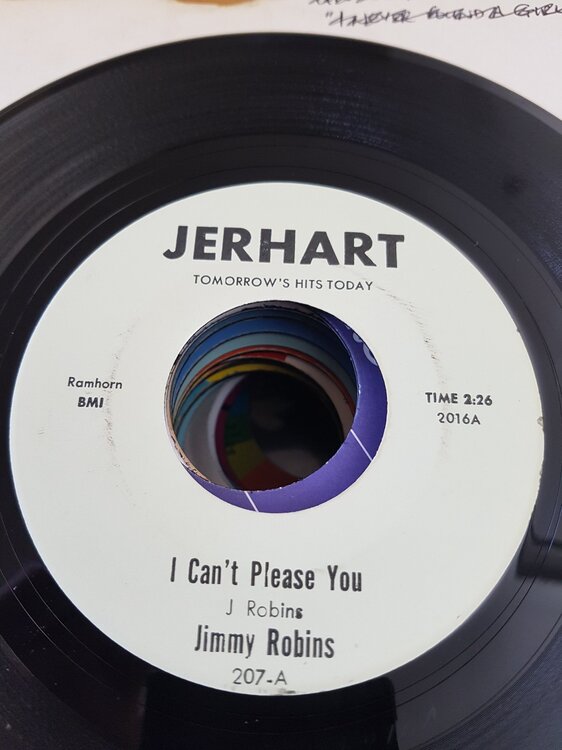 JERHART
TOMORROW'S HITS TODAY
Ramhorn
BMI
TIME 2:26
2016A
I Can't Please You
J Robins
Jimmy Robins
207-A